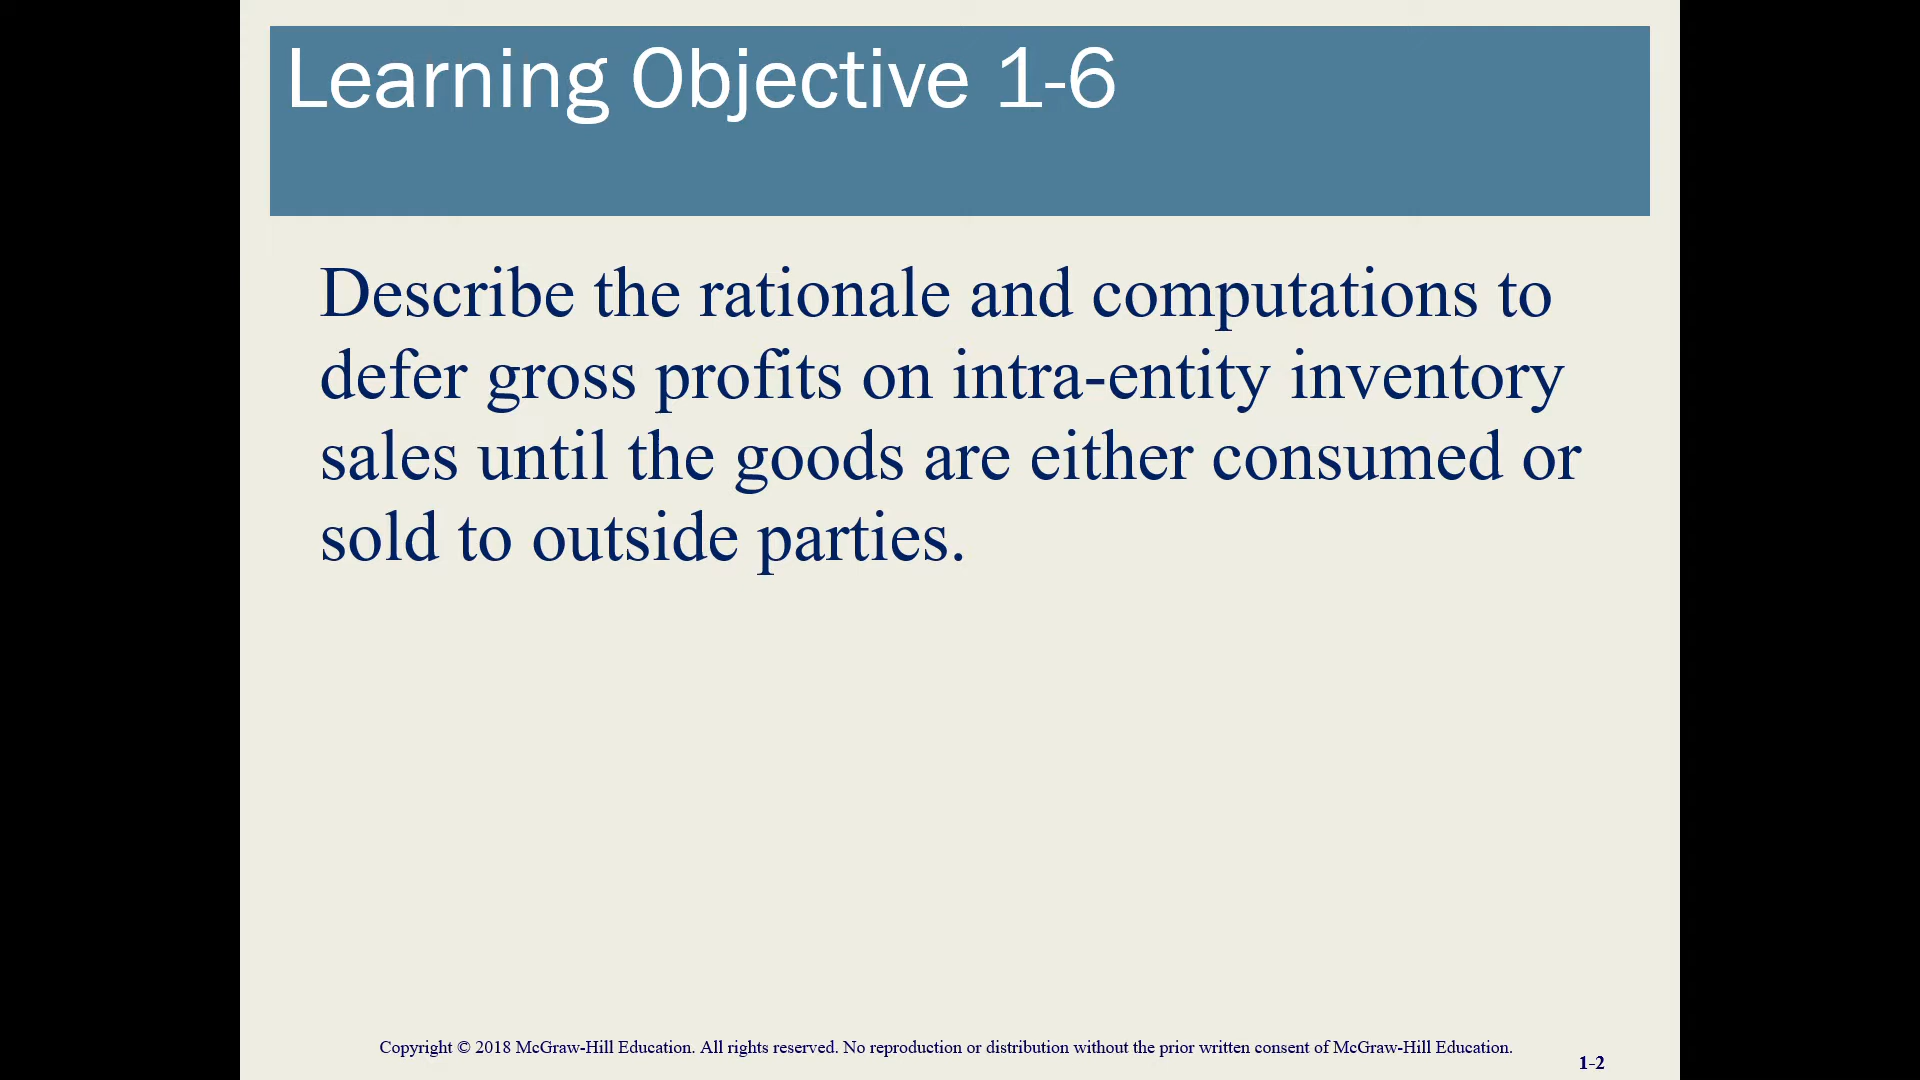 Learning Objective 1-6
Describe the rationale and computations to
defer gross profits on intra-entity inventory
sales until the goods are either consumed or
sold to outside parties.
Copyright © 2018 McGraw-Hill Education. All rights reserved. No reproduction or distribution without the prior written consent of McGraw-Hill Education.
1-2